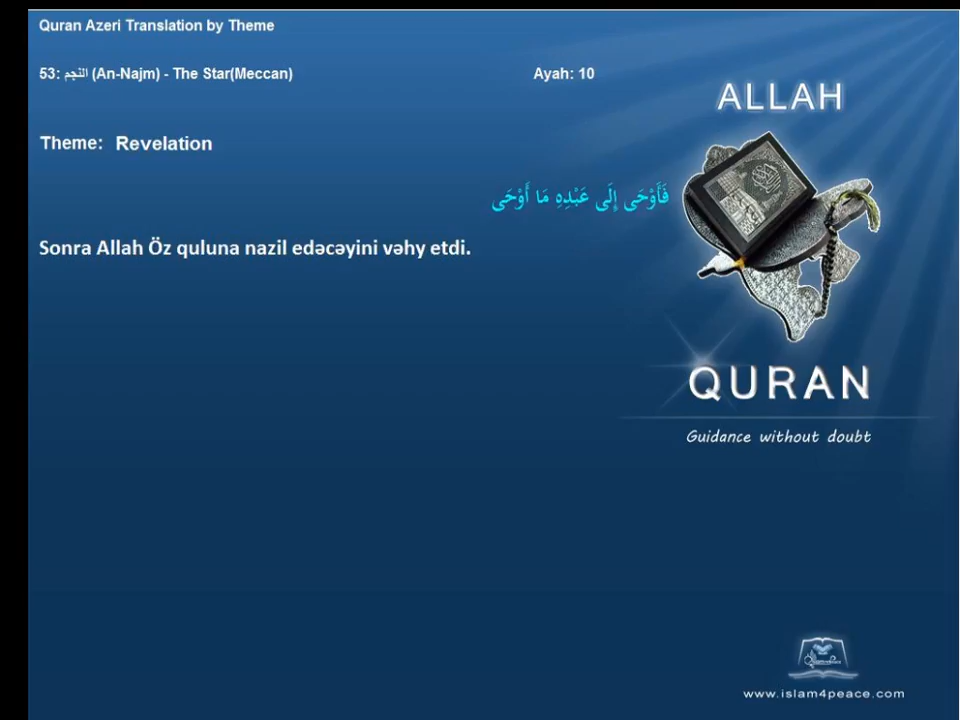 Quran Azeri Translation by Theme
53: النجم (An-Najm) - The Star(Meccan)
Ayah: 10
ALLAH
Theme: Revelation
فَأَوْحَى إِلَى عَبْدِهِ مَا أَوْحَى
Sonra Allah Öz quluna nazil edəcəyini vəhy etdi.
QURAN
Guidance without doubt
www.islam4peace.com